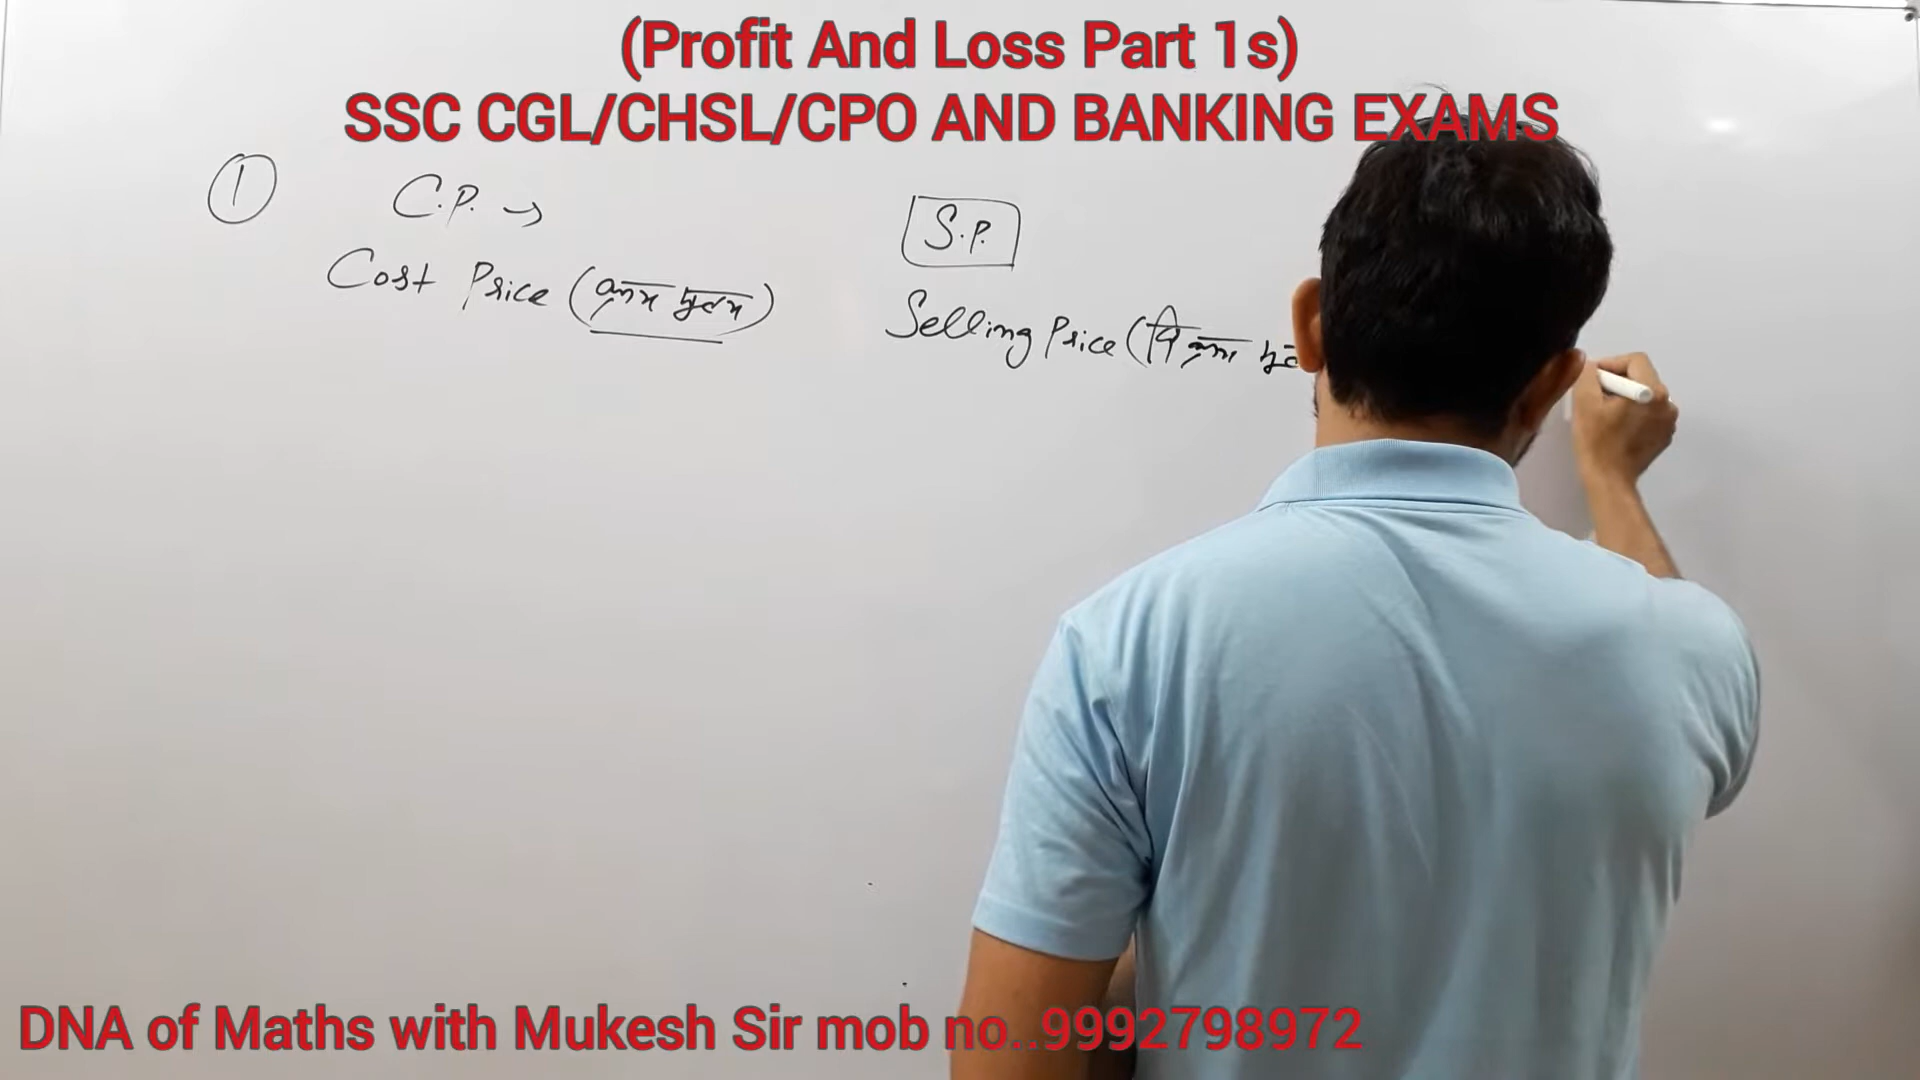 (Profit And Loss Part 1s)
SSC CGL/CHSL/CPO AND BANKING EXAMS
1
C.P. →
S.P.
Cost Price (क्रय मूल्य)
Selling Price (विक्रय
DNA of Maths with Mukesh Sir mob no..9992798972